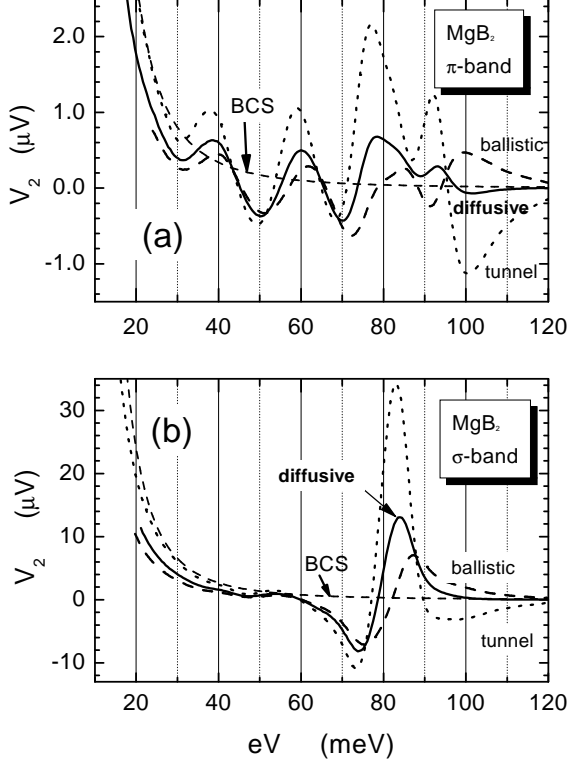 2.0
1.0
0.0
-1.0
V₂ (μV)
MgB₂
π-band
BCS
ballistic
diffusive
tunnel
(a)
20 40 60 80 100 120
30
20
10
0
-10
V₂ (μV)
(b)
MgB₂
σ-band
diffusive
BCS
ballistic
tunnel
20 40 60 80 100 120
eV (meV)